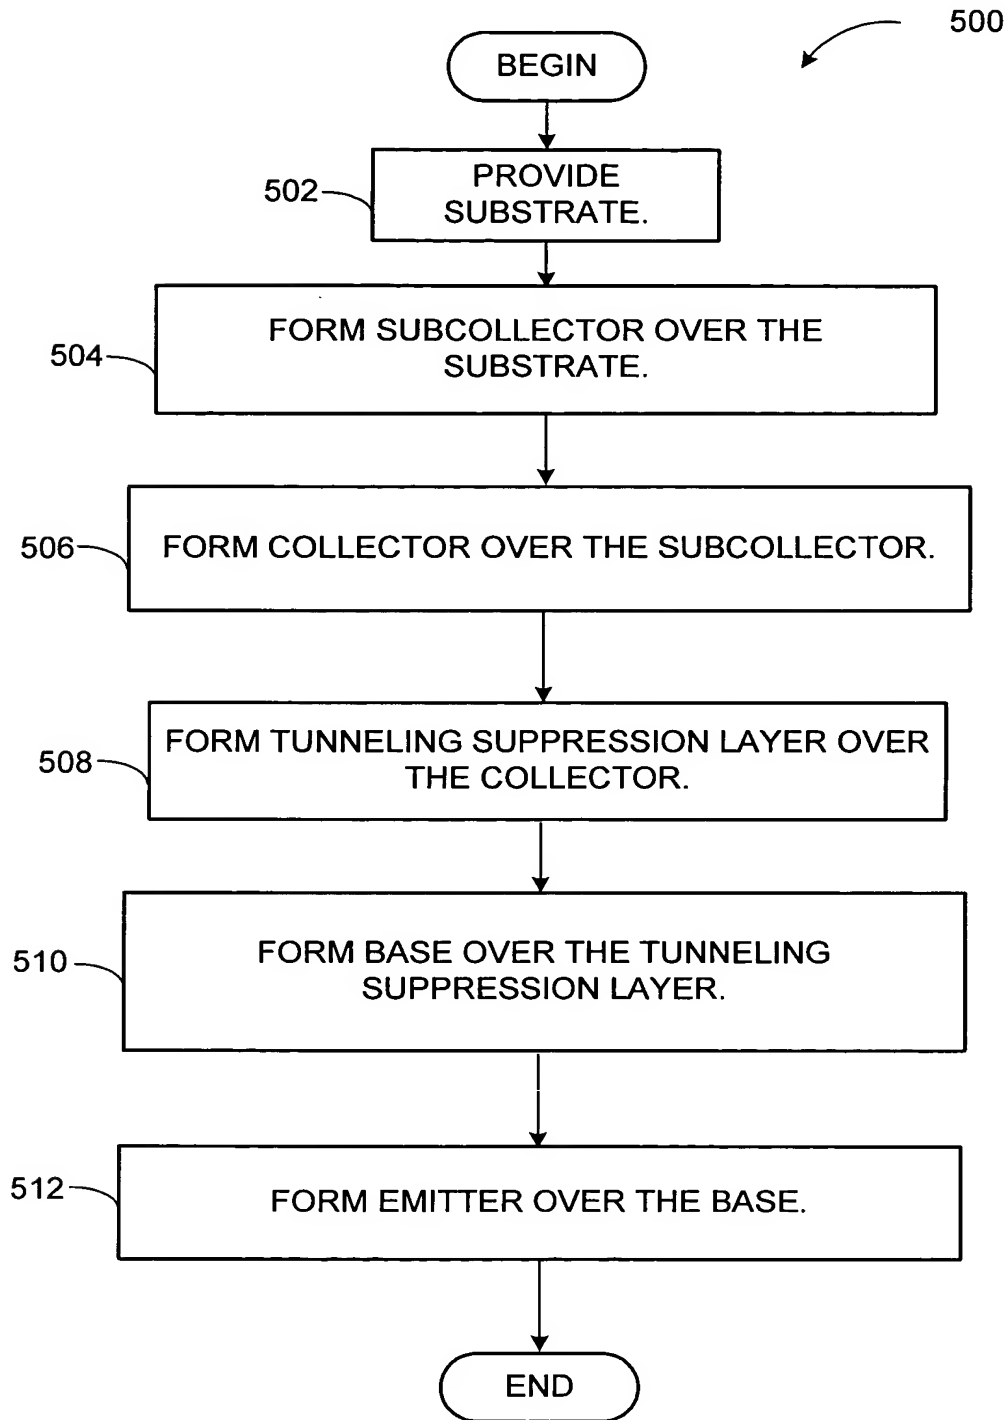 500
BEGIN
502
PROVIDE
SUBSTRATE.
504
FORM SUBCOLLECTOR OVER THE
SUBSTRATE.
506
FORM COLLECTOR OVER THE SUBCOLLECTOR.
508
FORM TUNNELING SUPPRESSION LAYER OVER
THE COLLECTOR.
510
FORM BASE OVER THE TUNNELING
SUPPRESSION LAYER.
512
FORM EMITTER OVER THE BASE.
END